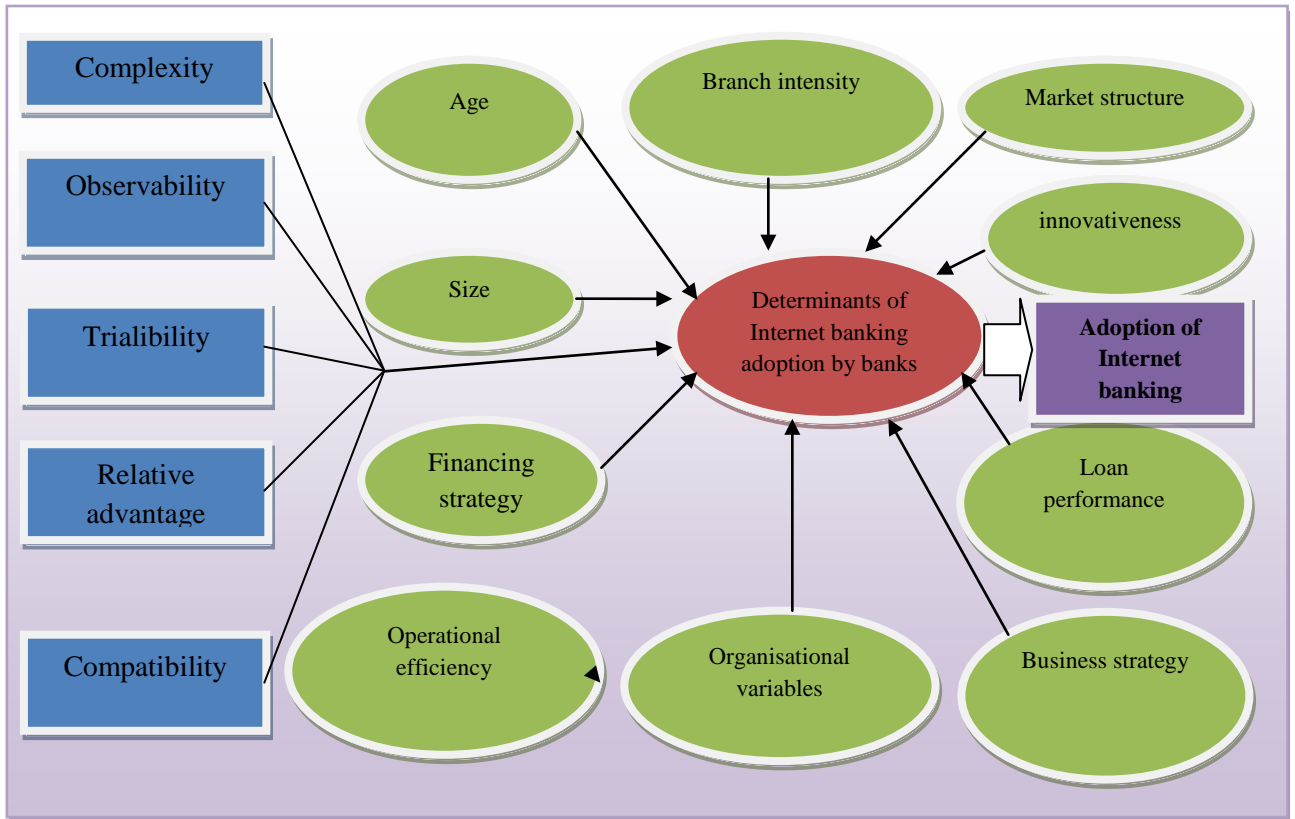 Complexity
Observability
Trialibility
Relative
advantage
Compatibility
Age
Size
Financing
strategy
Operational
efficiency
Branch intensity
Market structure
innovativeness
Determinants of
Internet banking
adoption by banks
Adoption of
Internet
banking
Loan
performance
Organisational
variables
Business strategy